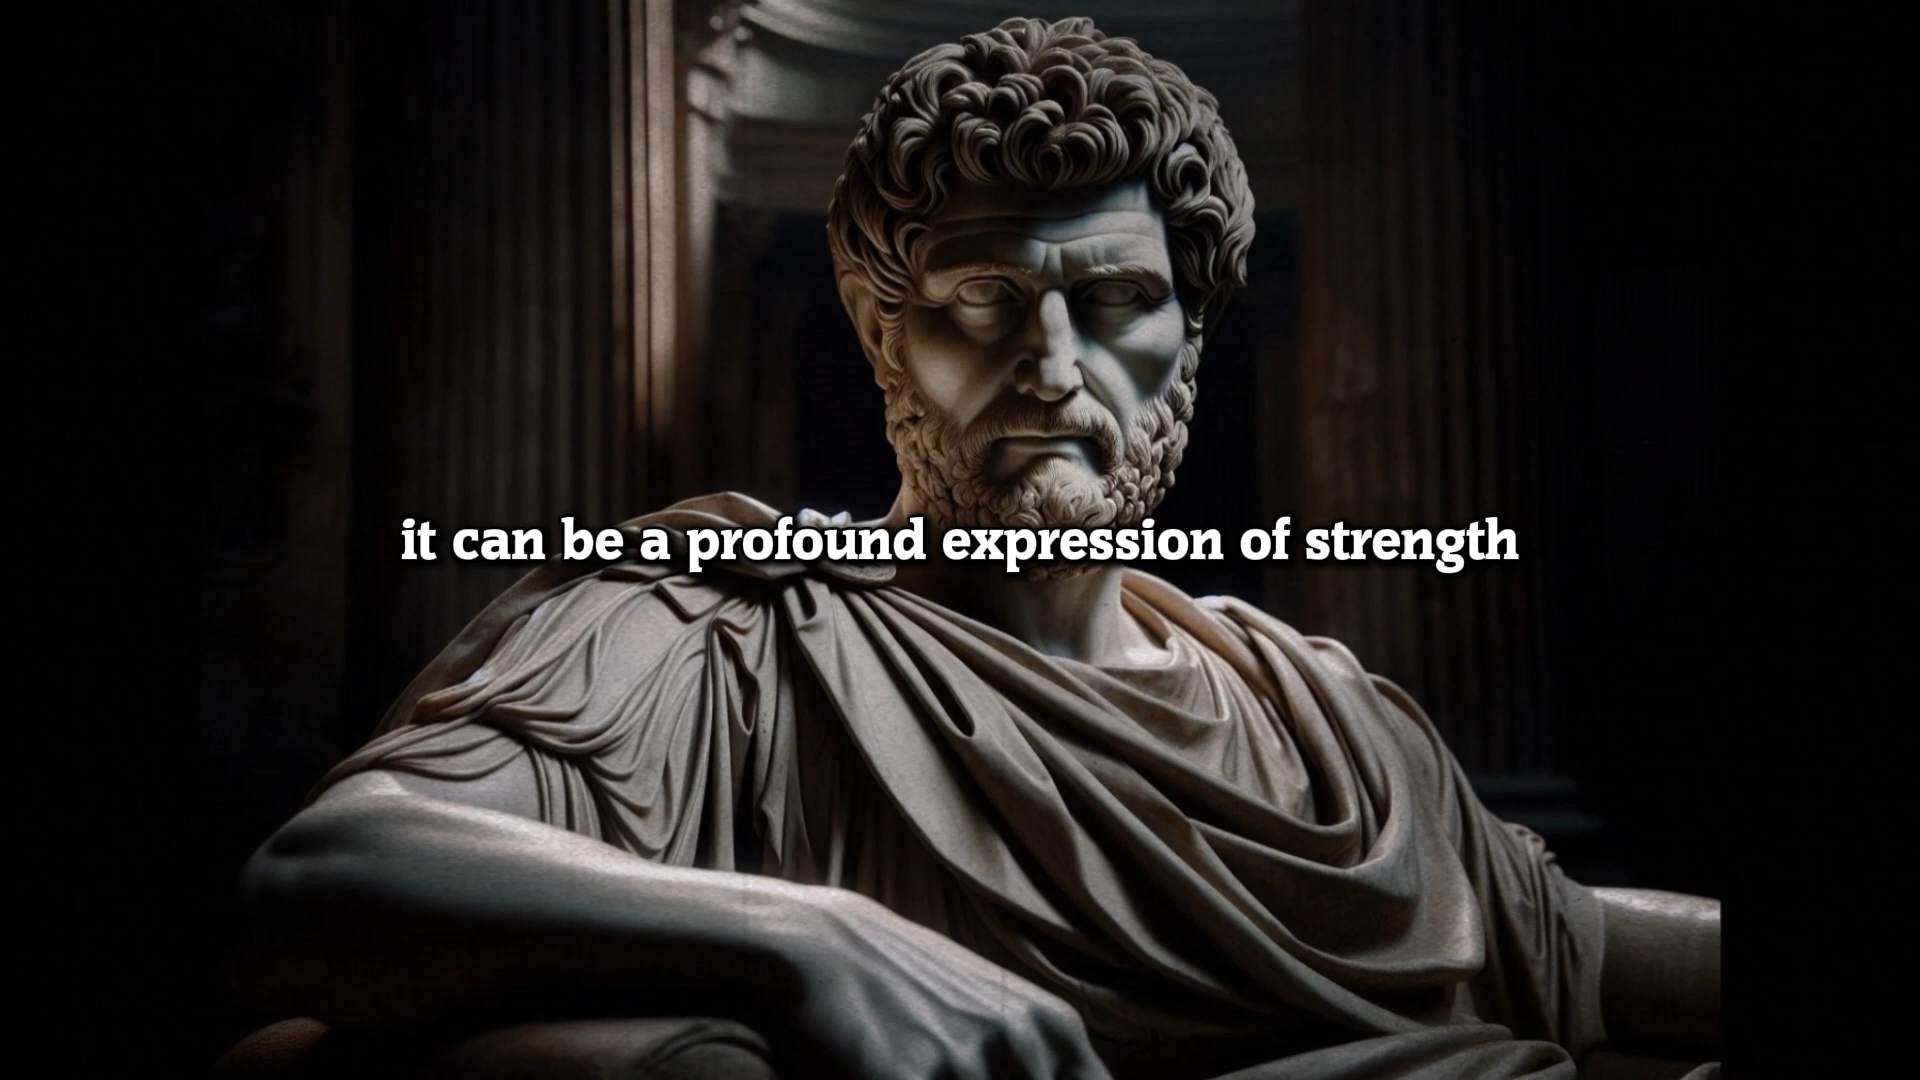 it can be a profound expression of strength